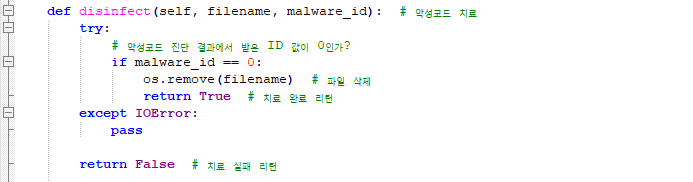 def disinfect(self, filename, malware_id):  # 악성코드 치료
    try:
        # 악성코드 진단 결과에서 받은 ID 값이 0인가?
        if malware_id == 0:
            os.remove(filename)  # 파일 삭제
            return True  # 치료 완료 리턴
    except IOError:
        pass

    return False  # 치료 실패 리턴